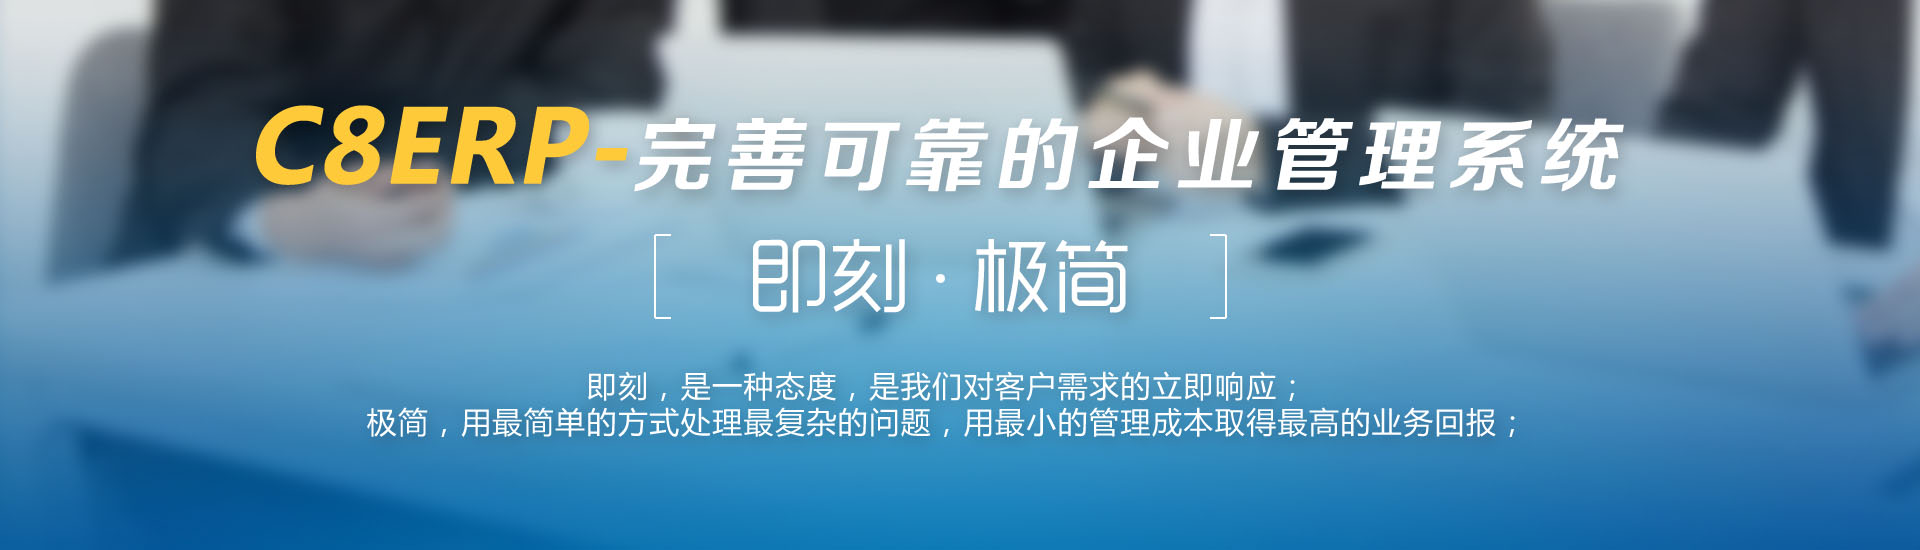 C8ERP-完善可靠的企业管理系统
[ 即刻·极简 ]
即刻，是一种态度，是我们对客户需求的立即响应；
极简，用最简单的方式处理最复杂的问题，用最小的管理成本取得最高的业务回报；